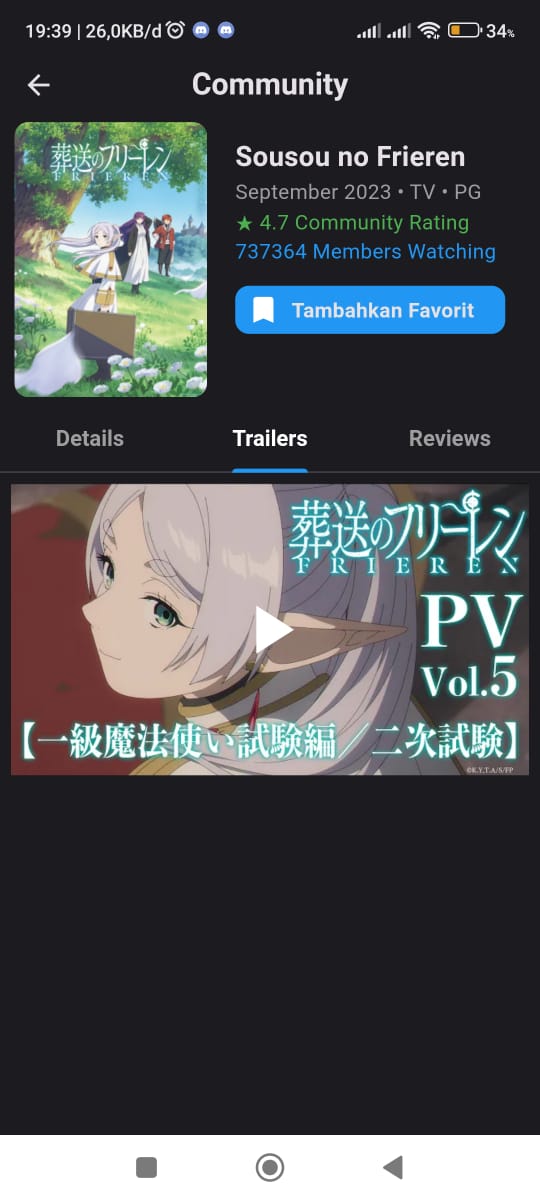 19:39 | 26,0KB/d
34%
Community
葬送のフリーレン
FRIEREN
Sousou no Frieren
September 2023 • TV • PG
★ 4.7 Community Rating
737364 Members Watching
Tambahkan Favorit
Details
Trailers
Reviews
葬送のフリーレン
FRIEREN
PV
Vol.5
【一級魔法使い試験編／二次試験】
©K.Y,T.A/S/FP